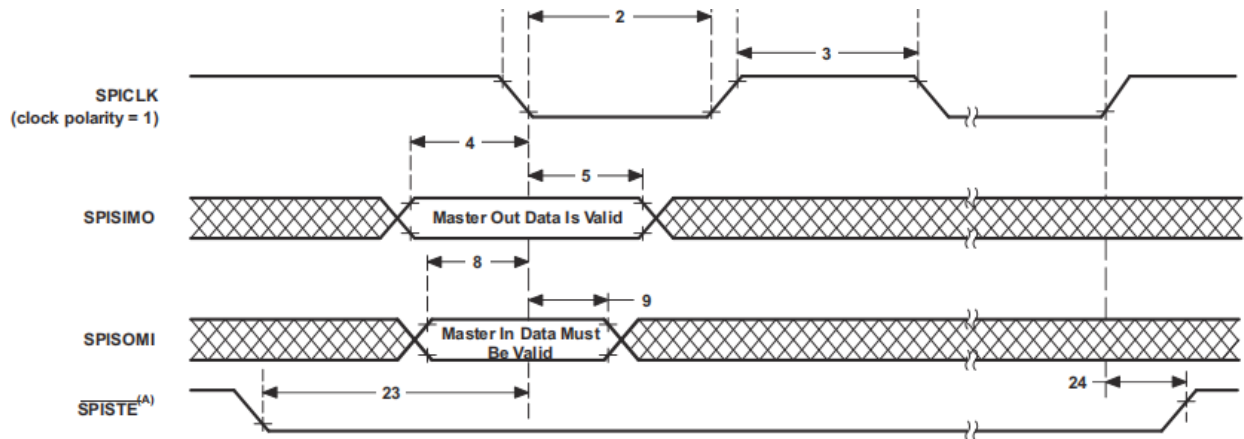 2
3
SPICLK
(clock polarity = 1)
4
5
SPISIMO
Master Out Data Is Valid
8
9
SPISOMI
Master In Data Must
Be Valid
23
24
SPISTE(A)